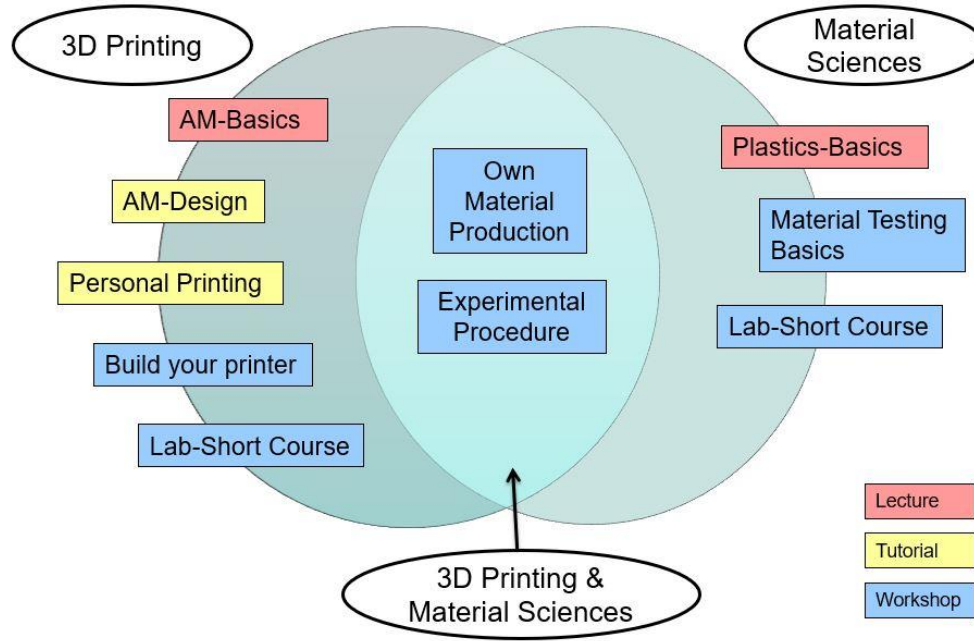 3D Printing
Material
Sciences
AM-Basics
AM-Design
Personal Printing
Build your printer
Lab-Short Course
Own
Material
Production
Experimental
Procedure
Plastics-Basics
Material Testing
Basics
Lab-Short Course
3D Printing &
Material Sciences
Lecture
Tutorial
Workshop